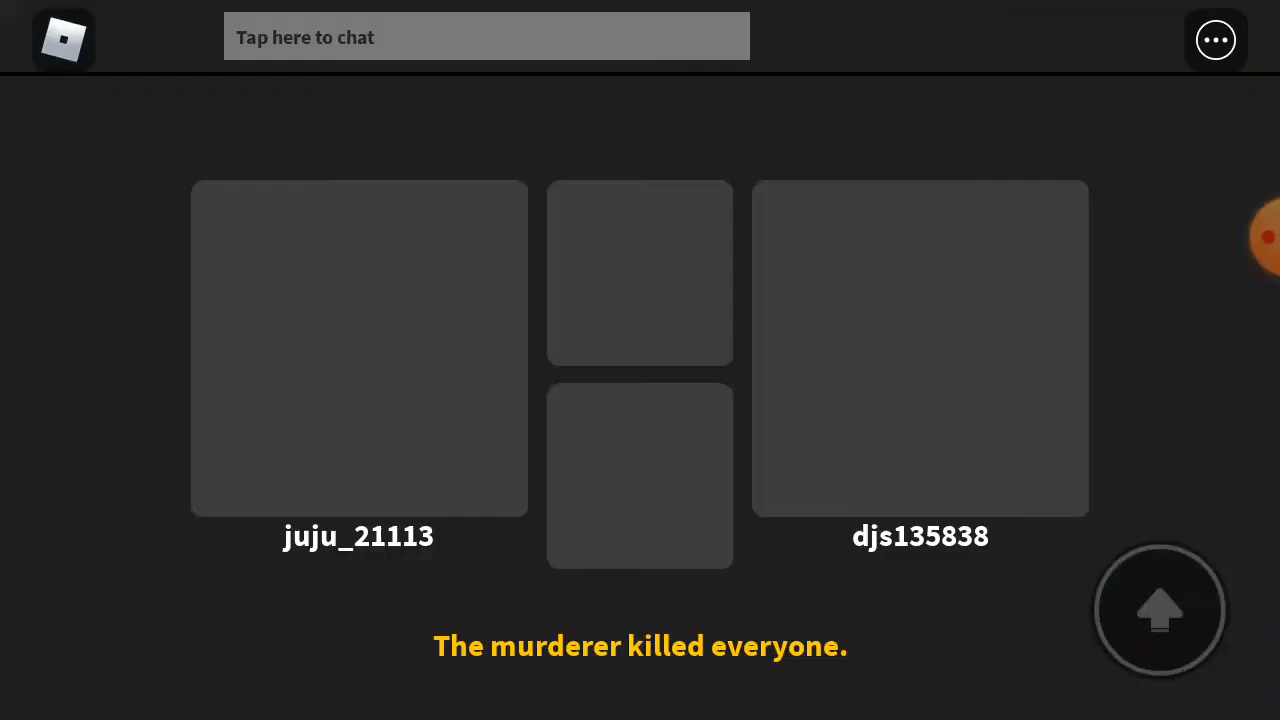 Tap here to chat
juju_21113
djs135838
The murderer killed everyone.